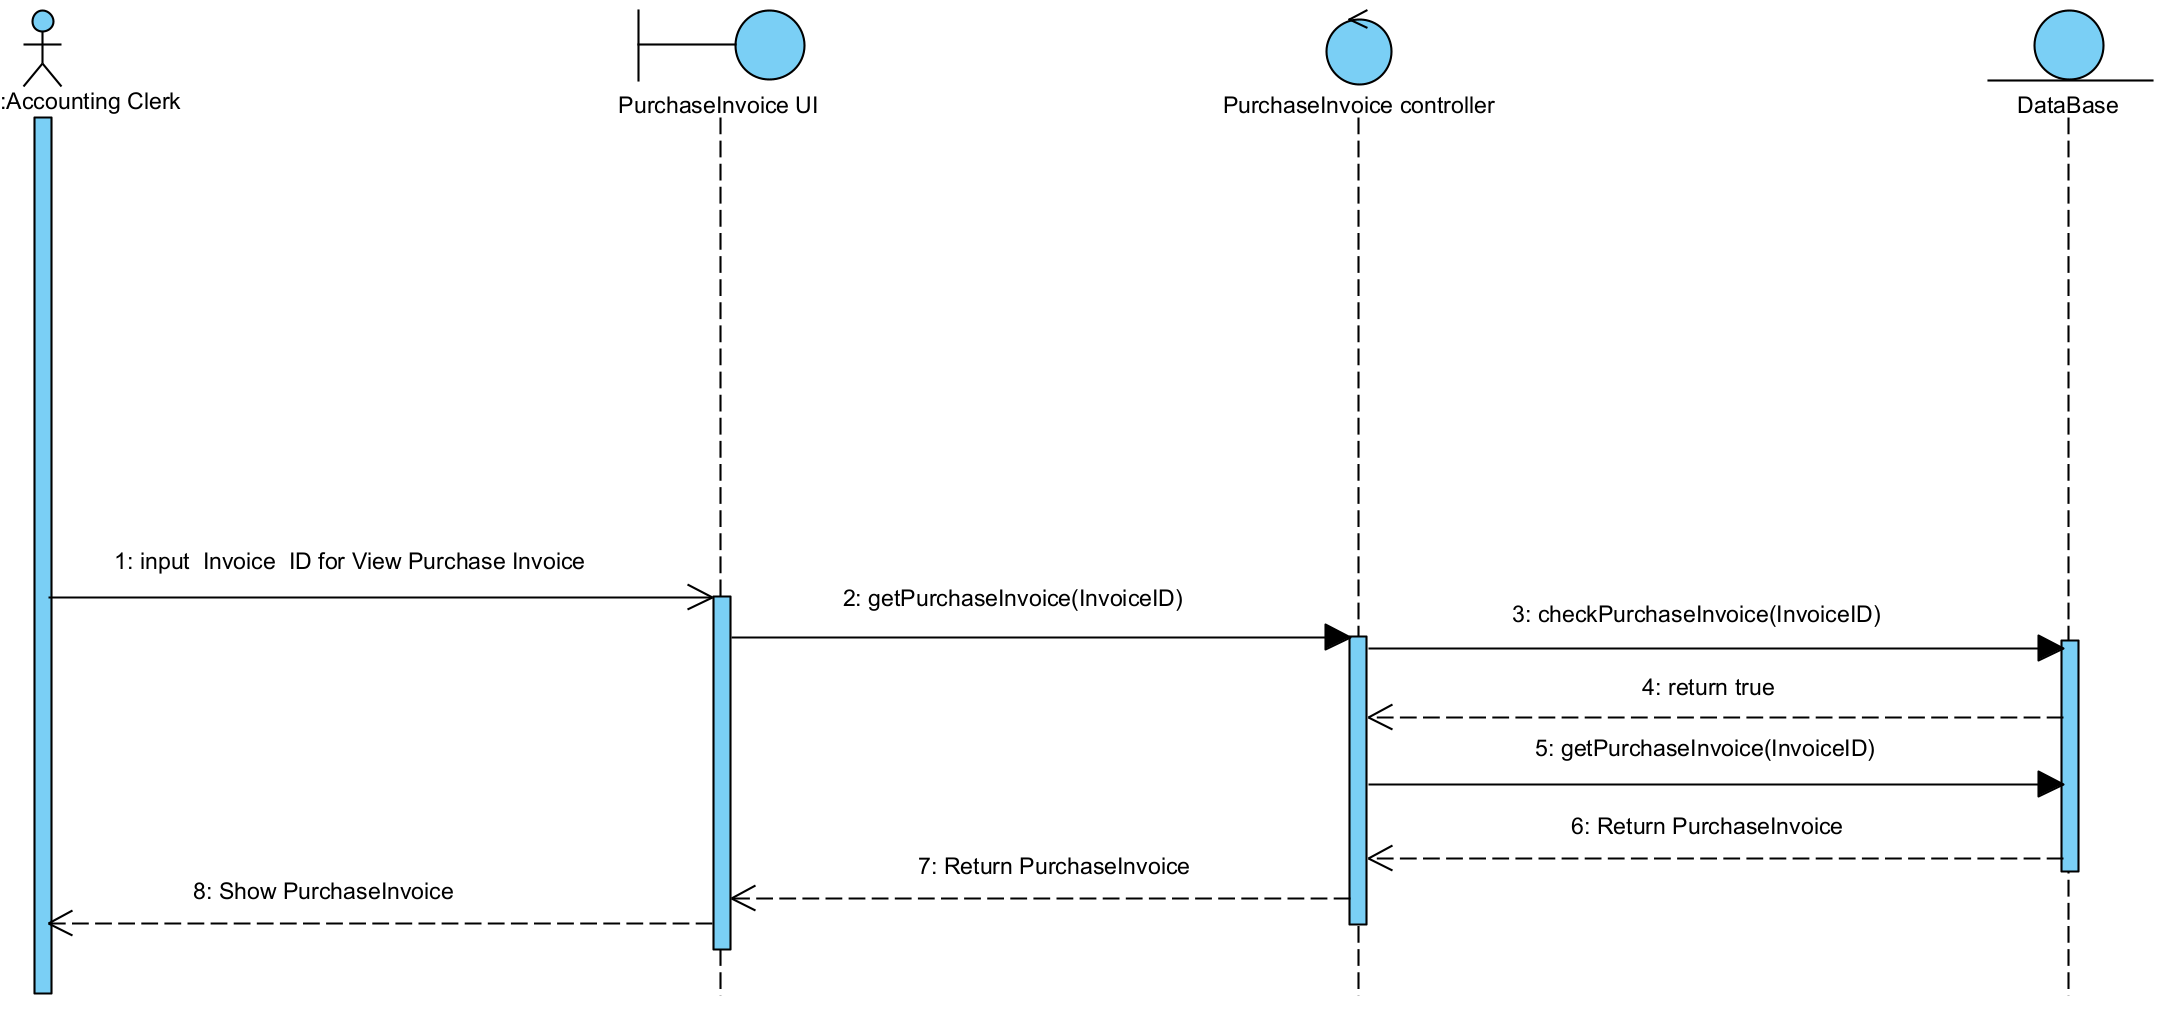 :Accounting Clerk
PurchaseInvoice UI
PurchaseInvoice controller
DataBase
1: input  Invoice  ID for View Purchase Invoice
2: getPurchaseInvoice(InvoiceID)
3: checkPurchaseInvoice(InvoiceID)
4: return true
5: getPurchaseInvoice(InvoiceID)
6: Return PurchaseInvoice
7: Return PurchaseInvoice
8: Show PurchaseInvoice